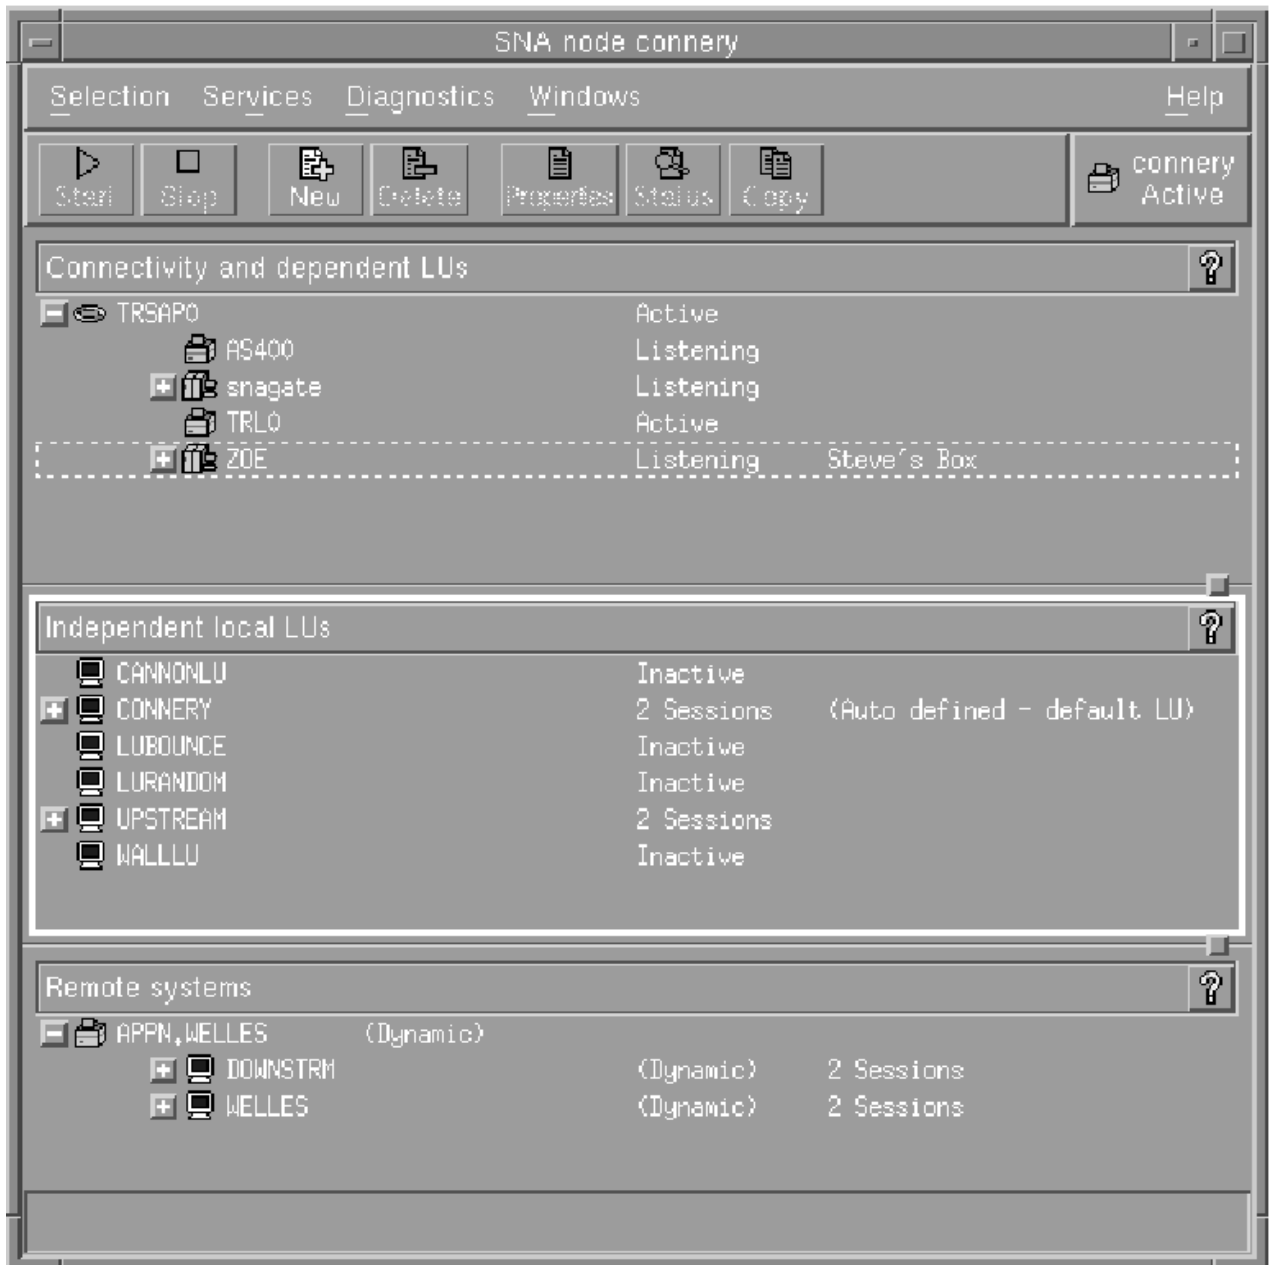 SNA node connery
Selection Services Diagnostics Windows Help
Start Stop New Delete Properties Status Copy connery Active
Connectivity and dependent LUs
TRSAP0 Active
AS400 Listening
snagate Listening
TRL0 Active
ZOE Listening Steve's Box
Independent local LUs
CANNONLU Inactive
CONNERY 2 Sessions (Auto defined - default LU)
LUBOUNCE Inactive
LURANDOM Inactive
UPSTREAM 2 Sessions
WALLLU Inactive
Remote systems
APPN.WELLES (Dynamic)
DOWNSTRM (Dynamic) 2 Sessions
WELLES (Dynamic) 2 Sessions